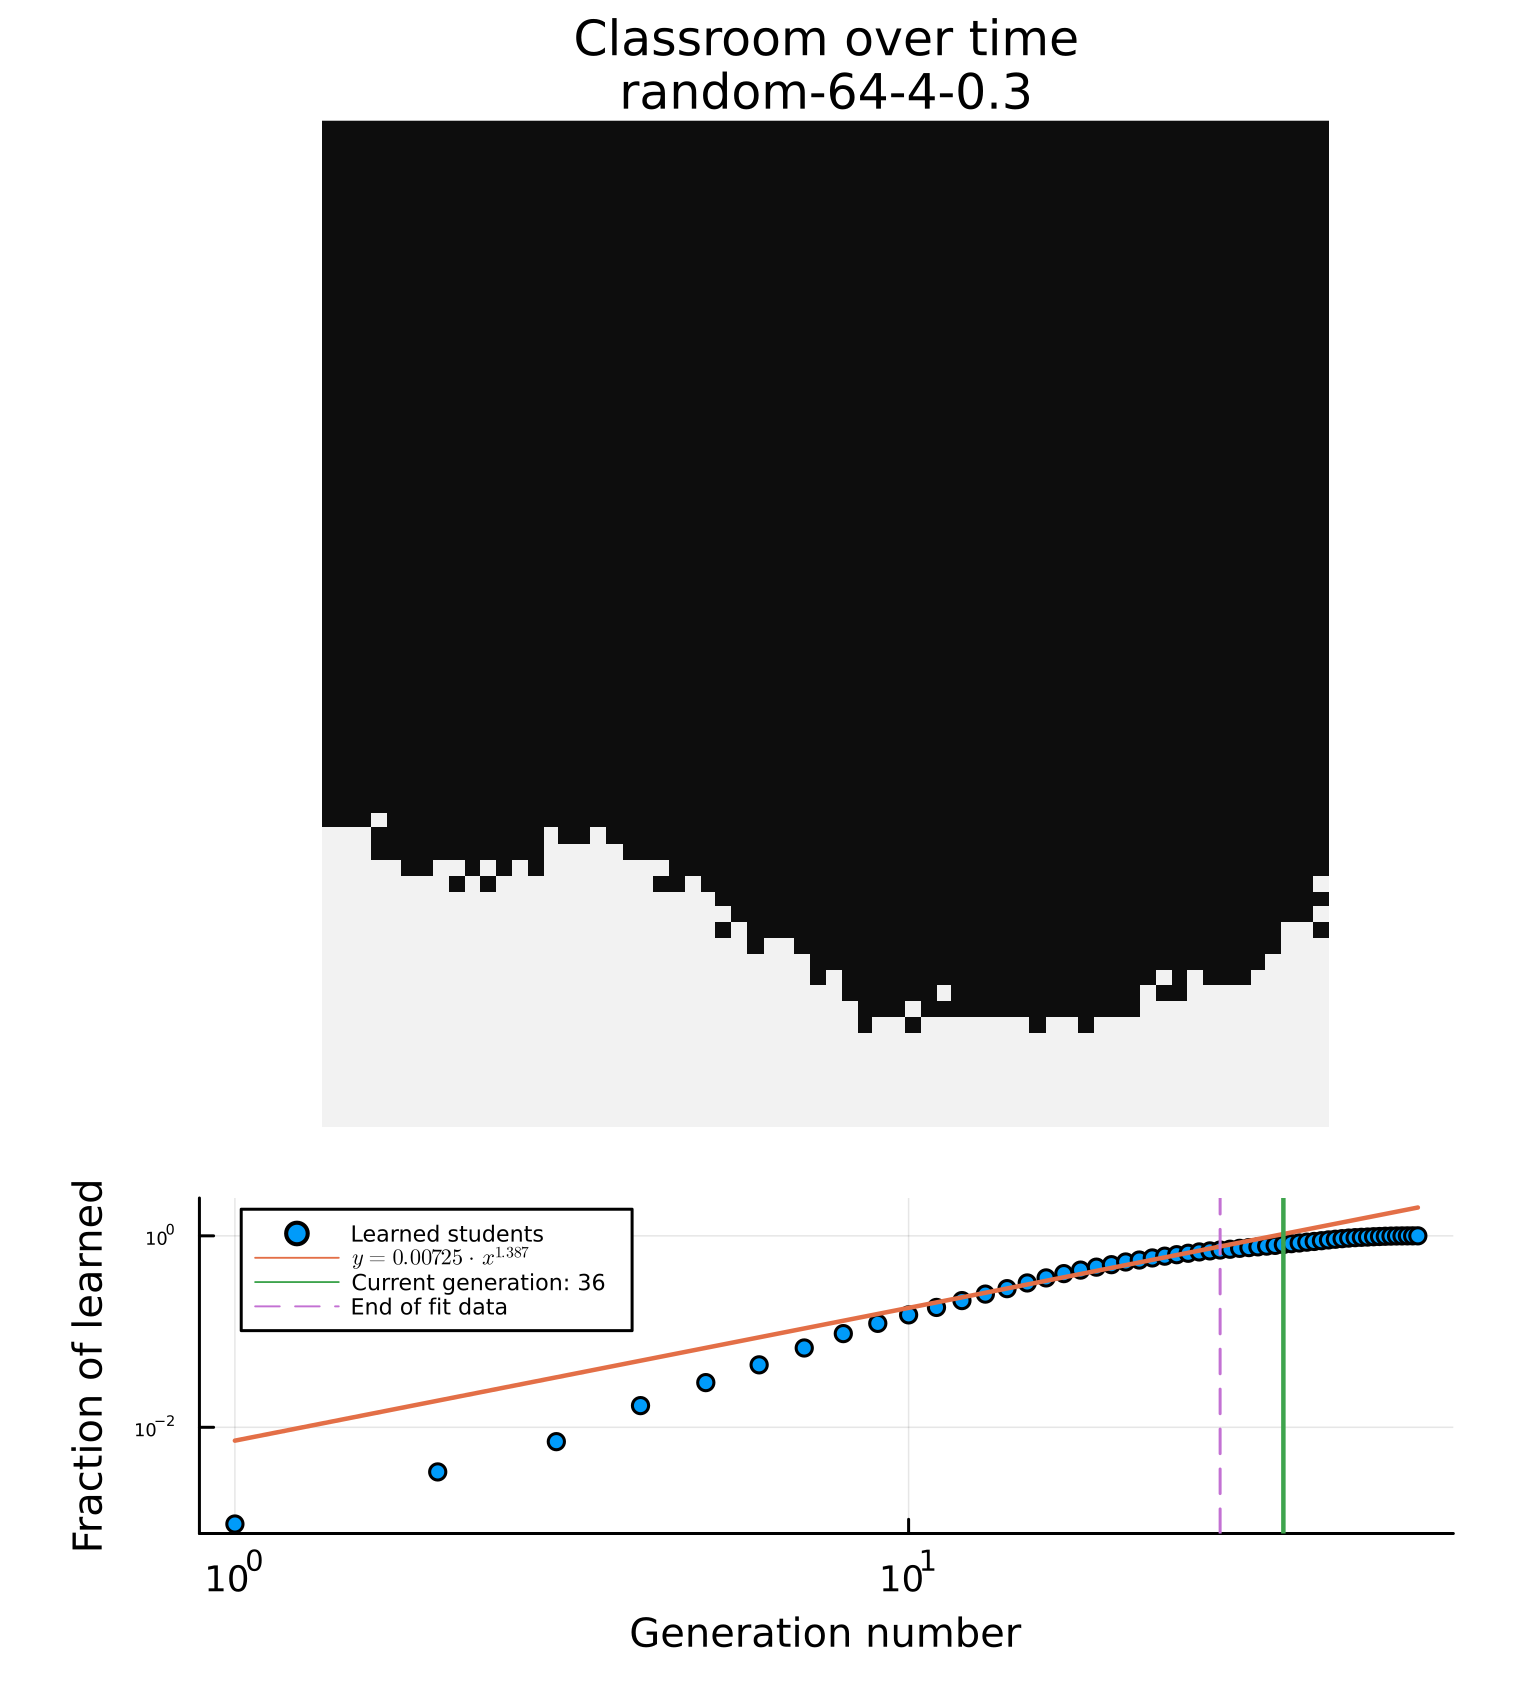 Classroom over time
random-64-4-0.3
Fraction of learned
10^0
10^−2
Learned students
y = 0.00725 · x^1.387
Current generation: 36
End of fit data
10^0
10^1
Generation number